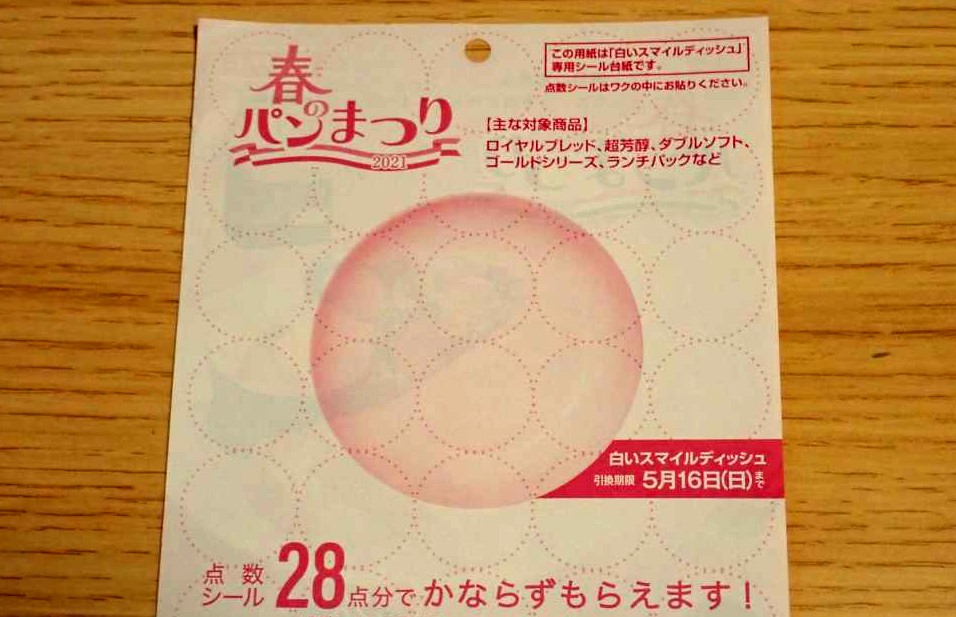 春の
パンまつり
2021
この用紙は「白いスマイルディッシュ」
専用シール台紙です。
点数シールはワクの中にお貼りください。
【主な対象商品】
ロイヤルブレッド、超芳醇、ダブルソフト、
ゴールドシリーズ、ランチパックなど
白いスマイルディッシュ
引換期限 5月16日(日)まで
点数シール 28点分で かならずもらえます!